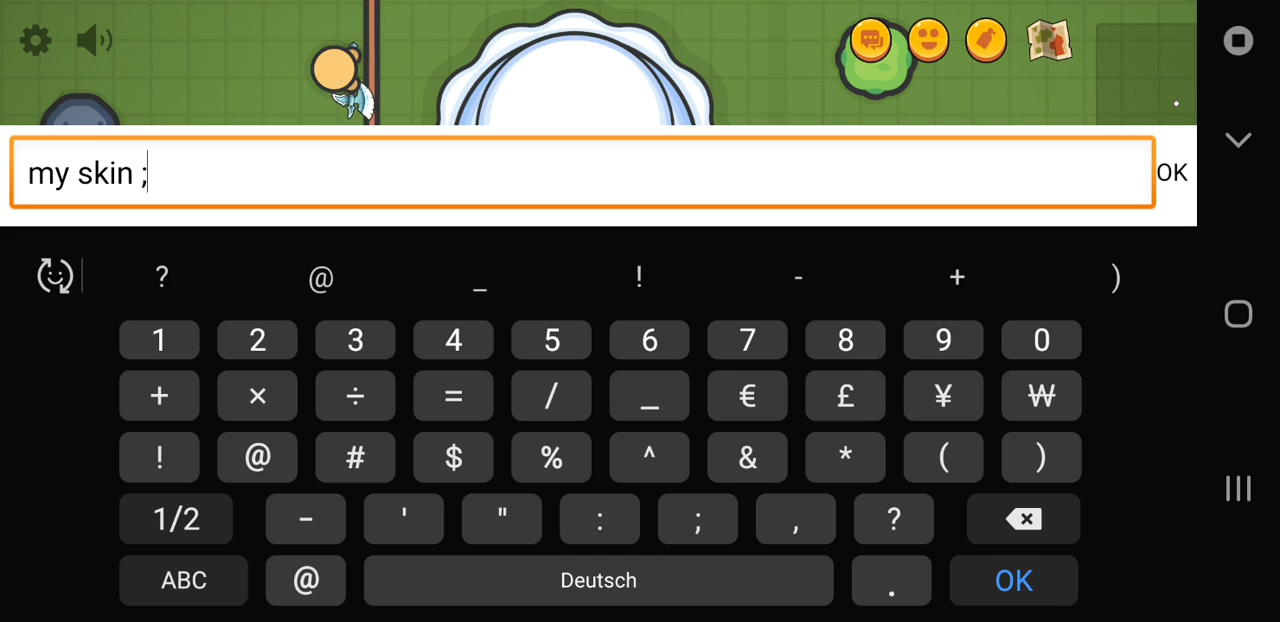 my skin ;
OK
? @ _ ! - + )
1 2 3 4 5 6 7 8 9 0
+ × ÷ = / _ € £ ¥ ₩
! @ # $ % ^ & * ( )
1/2 - ' " : ; , ?
ABC @ Deutsch . OK